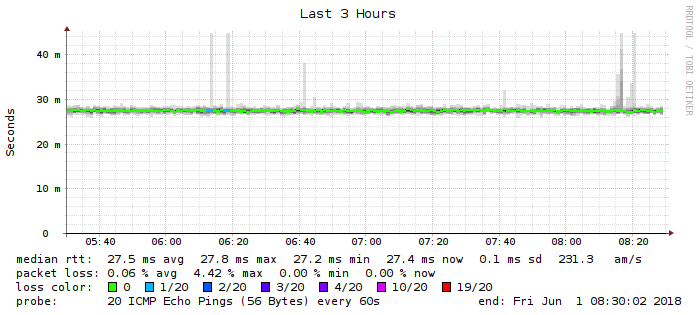 Last 3 Hours
RRDTOOL / TOBI OETIKER
Seconds
40 m
30 m
20 m
10 m
0
05:40 06:00 06:20 06:40 07:00 07:20 07:40 08:00 08:20
median rtt: 27.5 ms avg 27.8 ms max 27.2 ms min 27.4 ms now 0.1 ms sd 231.3 am/s
packet loss: 0.06 % avg 4.42 % max 0.00 % min 0.00 % now
loss color: 0 1/20 2/20 3/20 4/20 10/20 19/20
probe: 20 ICMP Echo Pings (56 Bytes) every 60s end: Fri Jun 1 08:30:02 2018